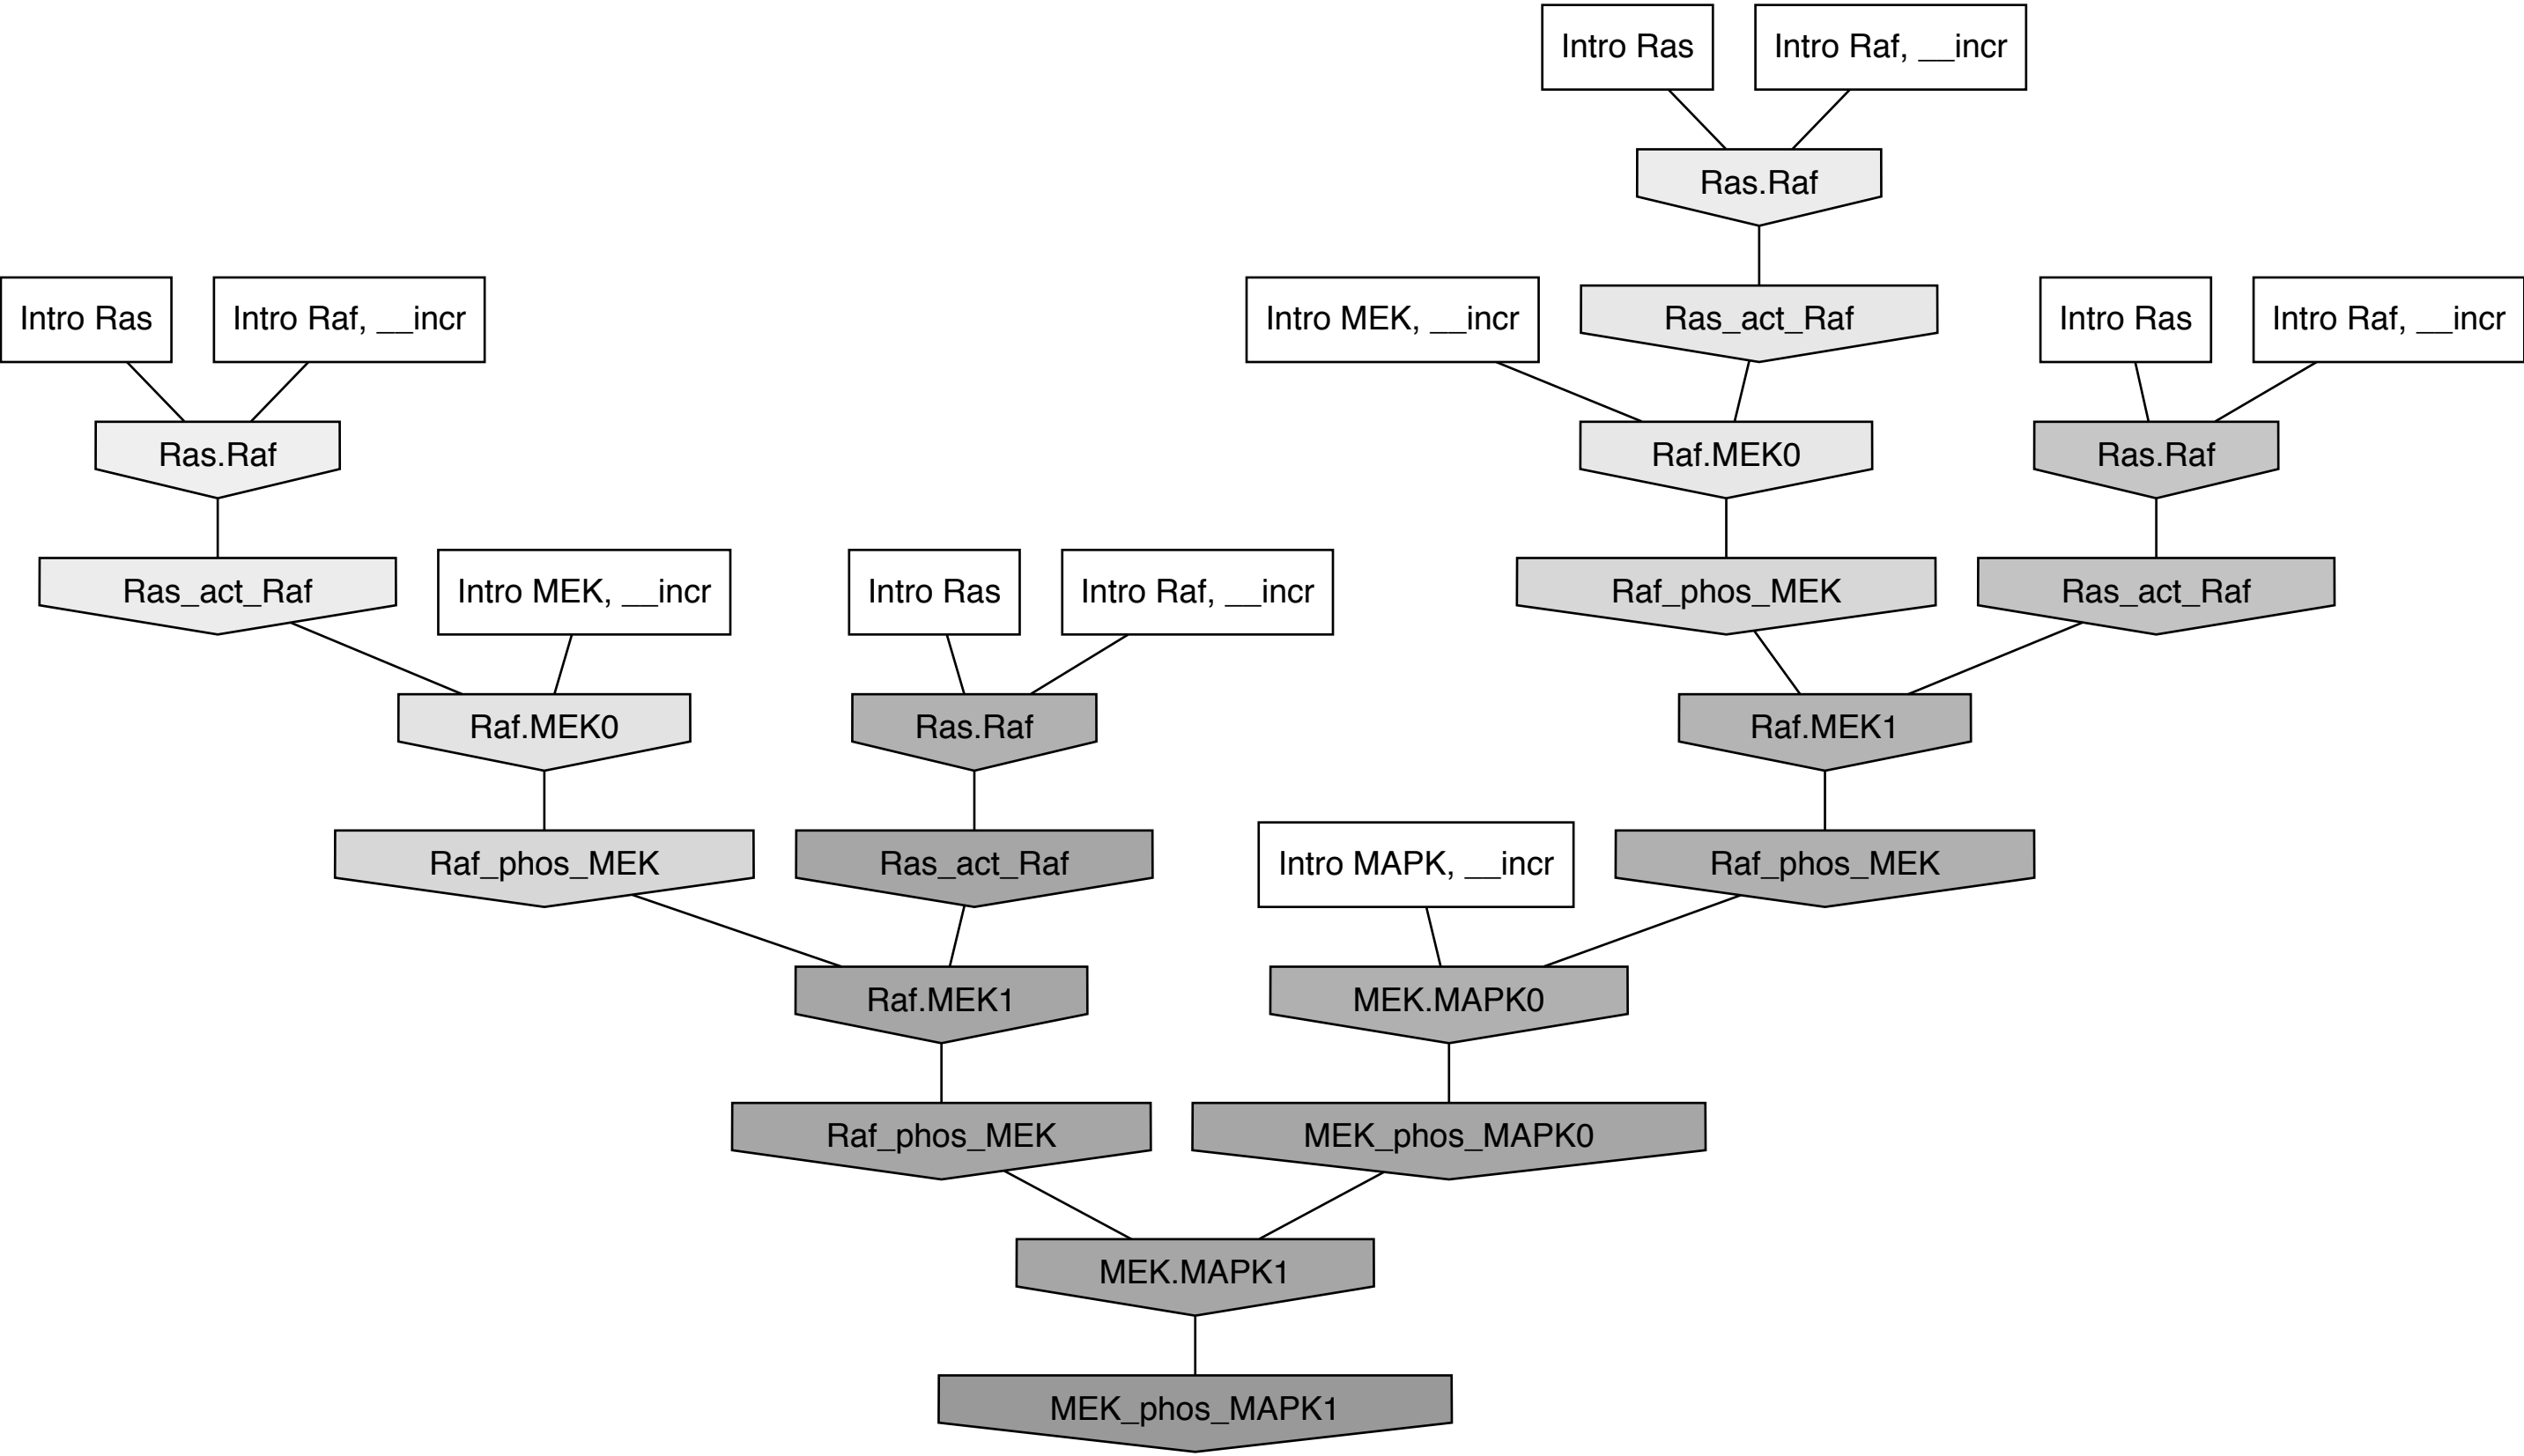 Intro Ras
Intro Raf, __incr
Ras.Raf
Intro Ras
Intro Raf, __incr
Intro MEK, __incr
Ras_act_Raf
Intro Ras
Intro Raf, __incr
Ras.Raf
Raf.MEK0
Ras.Raf
Ras_act_Raf
Intro MEK, __incr
Intro Ras
Intro Raf, __incr
Raf_phos_MEK
Ras_act_Raf
Raf.MEK0
Ras.Raf
Raf.MEK1
Raf_phos_MEK
Ras_act_Raf
Intro MAPK, __incr
Raf_phos_MEK
Raf.MEK1
MEK.MAPK0
Raf_phos_MEK
MEK_phos_MAPK0
MEK.MAPK1
MEK_phos_MAPK1